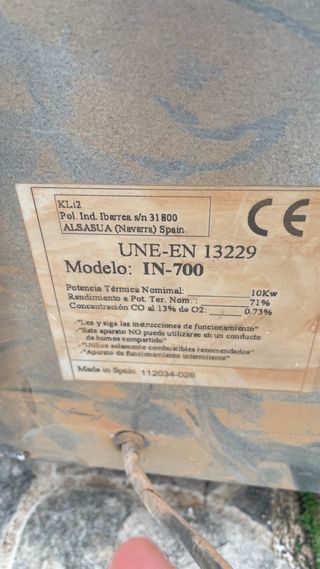 KLi2
Pol. Ind. Ibarrea s/n 31800
ALSASUA (Navarra) Spain
CE
UNE-EN 13229
Modelo: IN-700
Potencia Térmica Nominal: 10Kw
Rendimiento a Pot. Ter. Nom.: 71%
Concentración CO al 13% de O2: 0.73%
-"Lea y siga las instrucciones de funcionamiento"
-"Este aparato NO puede utilizarse en un conducto
de humos compartido"
-"Utilice solamente combustibles recomendados"
-"Aparato de funcionamiento intermitente"
Made in Spain 112034-026